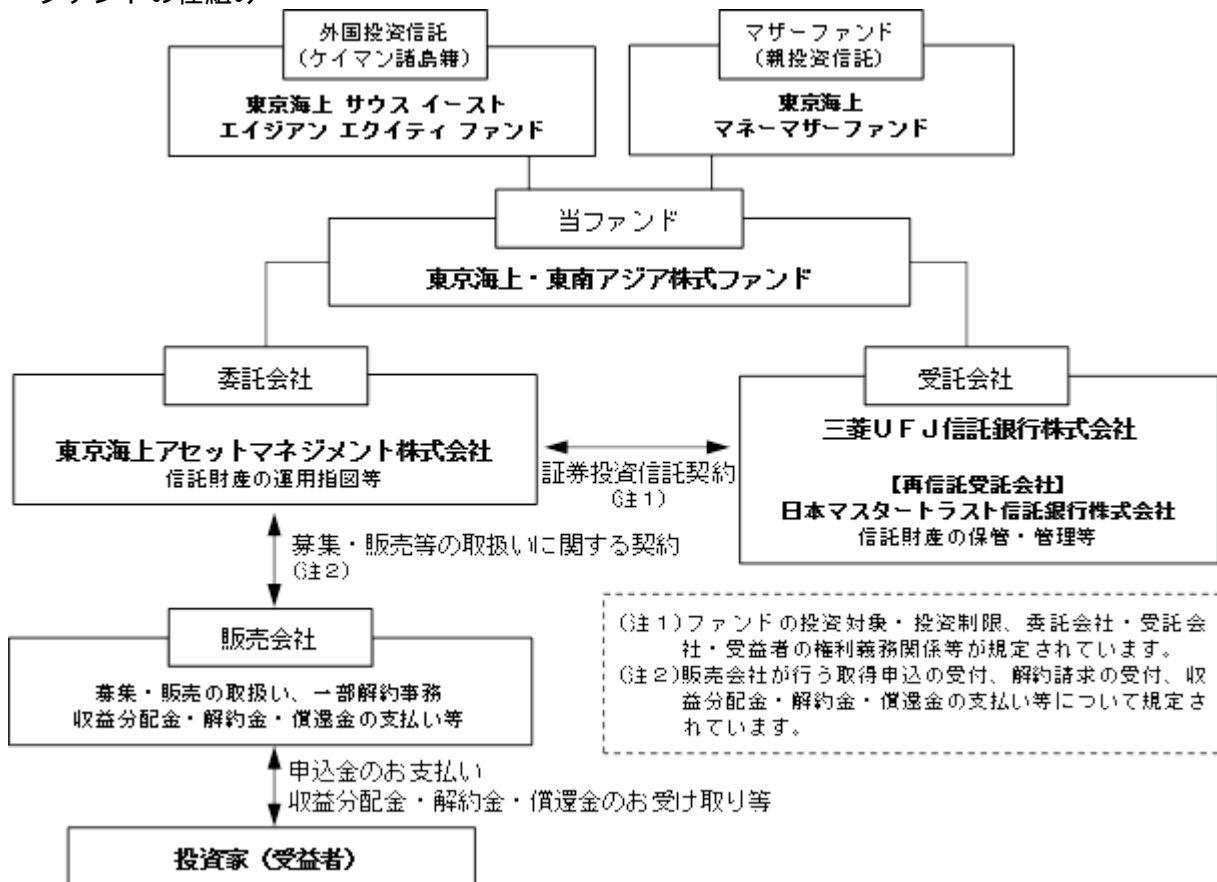 ファンドの仕組み
外国投資信託
(ケイマン諸島籍)
東京海上 サウス イースト
エイジアン エクイティ ファンド
マザーファンド
(親投資信託)
東京海上
マネーマザーファンド
当ファンド
東京海上・東南アジア株式ファンド
委託会社
東京海上アセットマネジメント株式会社
信託財産の運用指図等
証券投資信託契約
(注1)
受託会社
三菱UFJ信託銀行株式会社
【再信託受託会社】
日本マスタートラスト信託銀行株式会社
信託財産の保管・管理等
募集・販売等の取扱いに関する契約
(注2)
販売会社
募集・販売の取扱い、一部解約事務
収益分配金・解約金・償還金の支払い等
(注1)ファンドの投資対象・投資制限、委託会社・受託会
社・受益者の権利義務関係等が規定されています。
(注2)販売会社が行う取得申込の受付、解約請求の受付、収
益分配金・解約金・償還金の支払い等について規定さ
れています。
申込金のお支払い
収益分配金・解約金・償還金のお受け取り等
投資家(受益者)